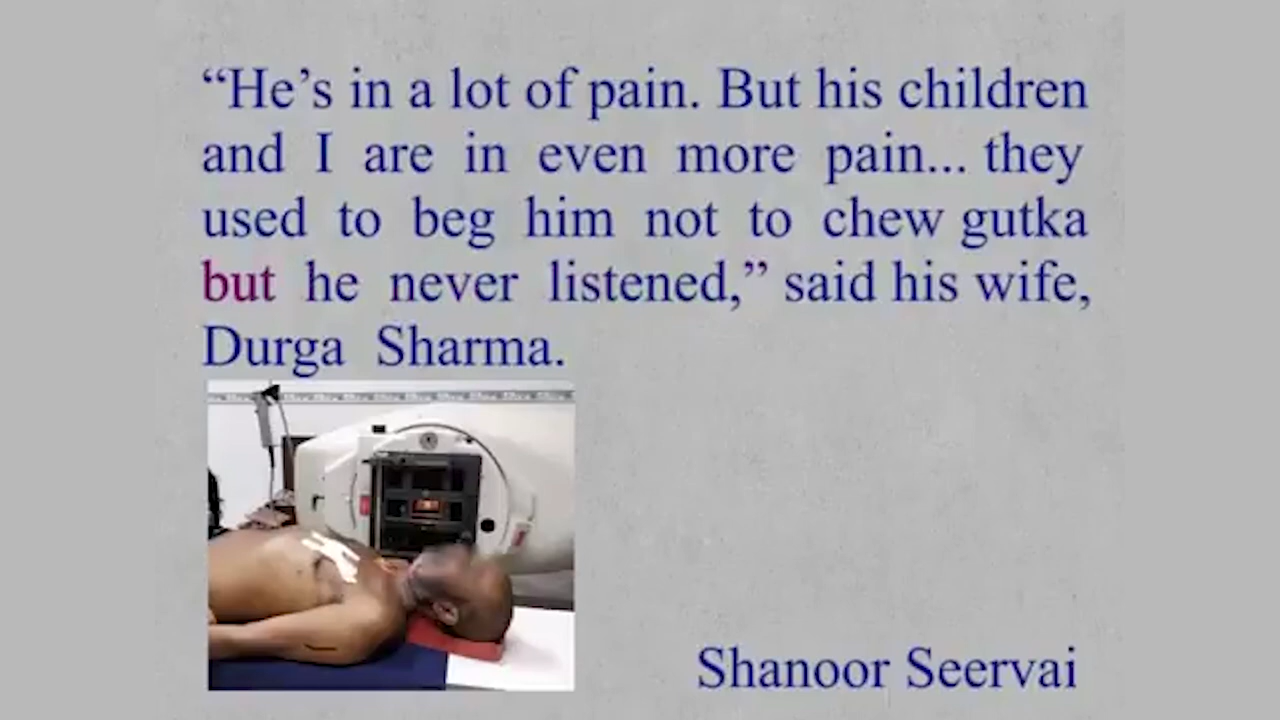 “He’s in a lot of pain. But his children
and I are in even more pain... they
used to beg him not to chew gutka
but he never listened,” said his wife,
Durga Sharma.
Shanoor Seervai